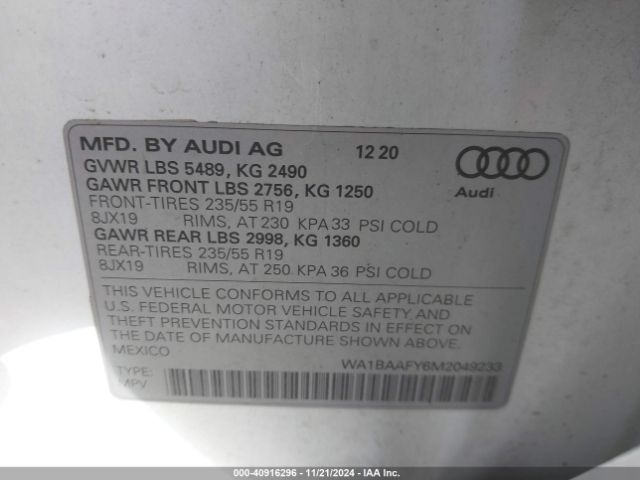 MFD. BY AUDI AG 12 20
GVWR LBS 5489, KG 2490
GAWR FRONT LBS 2756, KG 1250
FRONT-TIRES 235/55 R19
8JX19 RIMS, AT 230 KPA 33 PSI COLD
GAWR REAR LBS 2998, KG 1360
REAR-TIRES 235/55 R19
8JX19 RIMS, AT 250 KPA 36 PSI COLD
Audi
THIS VEHICLE CONFORMS TO ALL APPLICABLE
U.S. FEDERAL MOTOR VEHICLE SAFETY, AND
THEFT PREVENTION STANDARDS IN EFFECT ON
THE DATE OF MANUFACTURE SHOWN ABOVE.
MEXICO
WA1BAAFY6M2049233
TYPE:
MPV
000-40916296 - 11/21/2024 - IAAI.COM